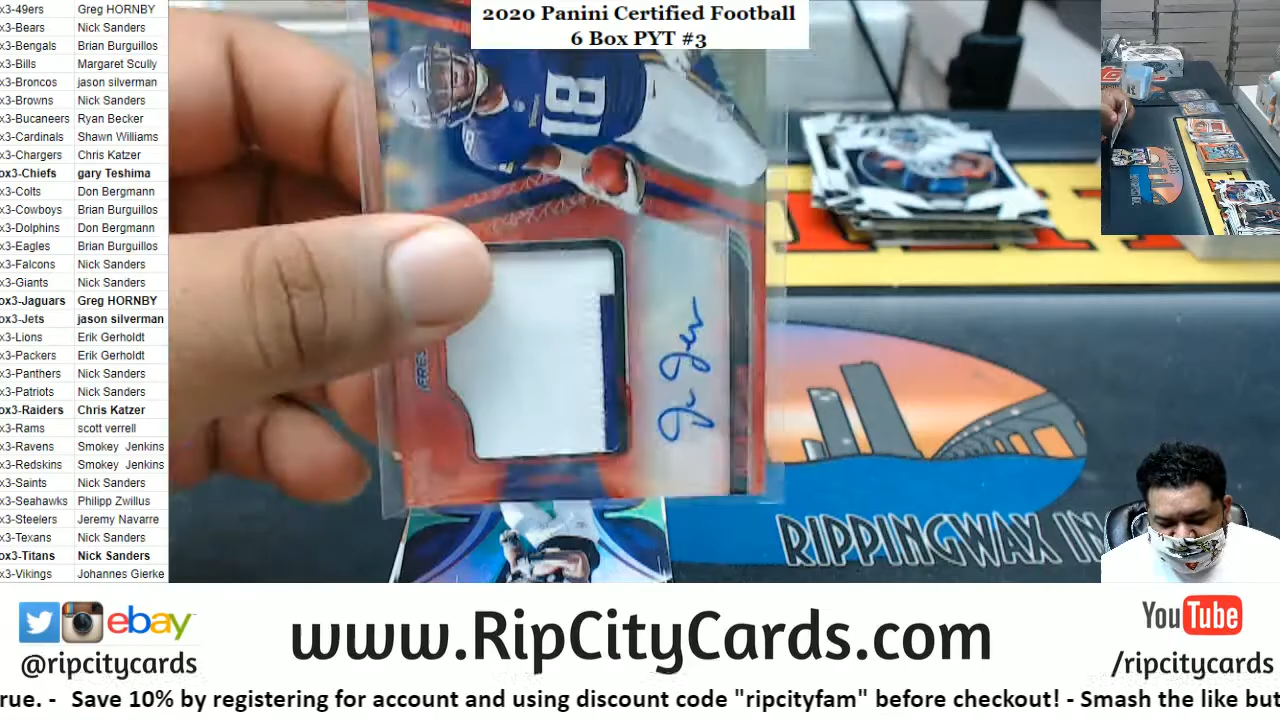 2020 Panini Certified Football
6 Box PYT #3
x3-49ers Greg HORNBY
x3-Bears Nick Sanders
x3-Bengals Brian Burguillos
x3-Bills Margaret Scully
x3-Broncos jason silverman
x3-Browns Nick Sanders
x3-Bucaneers Ryan Becker
x3-Cardinals Shawn Williams
x3-Chargers Chris Katzer
ox3-Chiefs gary Teshima
x3-Colts Don Bergmann
x3-Cowboys Brian Burguillos
x3-Dolphins Don Bergmann
x3-Eagles Brian Burguillos
x3-Falcons Nick Sanders
x3-Giants Nick Sanders
ox3-Jaguars Greg HORNBY
ox3-Jets jason silverman
x3-Lions Erik Gerholdt
x3-Packers Erik Gerholdt
x3-Panthers Nick Sanders
x3-Patriots Nick Sanders
ox3-Raiders Chris Katzer
x3-Rams scott verrell
x3-Ravens Smokey Jenkins
x3-Redskins Smokey Jenkins
x3-Saints Nick Sanders
x3-Seahawks Philipp Zwillus
x3-Steelers Jeremy Navarre
x3-Texans Nick Sanders
ox3-Titans Nick Sanders
x3-Vikings Johannes Gierke
18
RIPPINGWAX IN
ebay
@ripcitycards
www.RipCityCards.com
YouTube
/ripcitycards
rue. - Save 10% by registering for account and using discount code "ripcityfam" before checkout! - Smash the like but